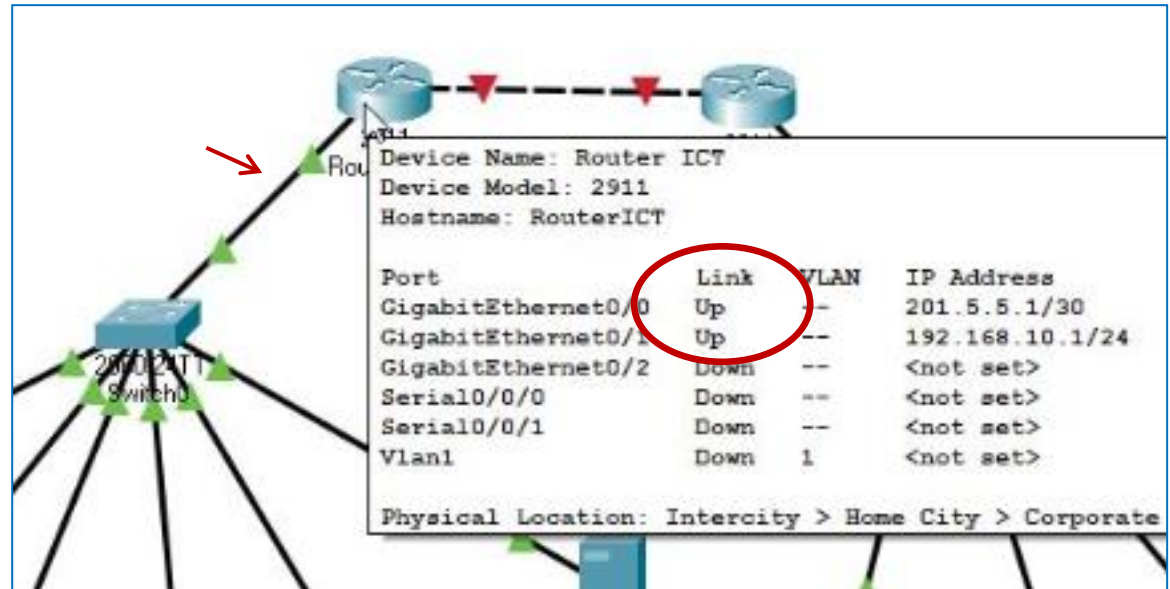 2911
Rou
Device Name: Router ICT
Device Model: 2911
Hostname: RouterICT
Port Link VLAN IP Address
GigabitEthernet0/0 Up -- 201.5.5.1/30
GigabitEthernet0/1 Up -- 192.168.10.1/24
GigabitEthernet0/2 Down -- <not set>
Serial0/0/0 Down -- <not set>
Serial0/0/1 Down -- <not set>
Vlan1 Down 1 <not set>
Physical Location: Intercity > Home City > Corporate
Switch0